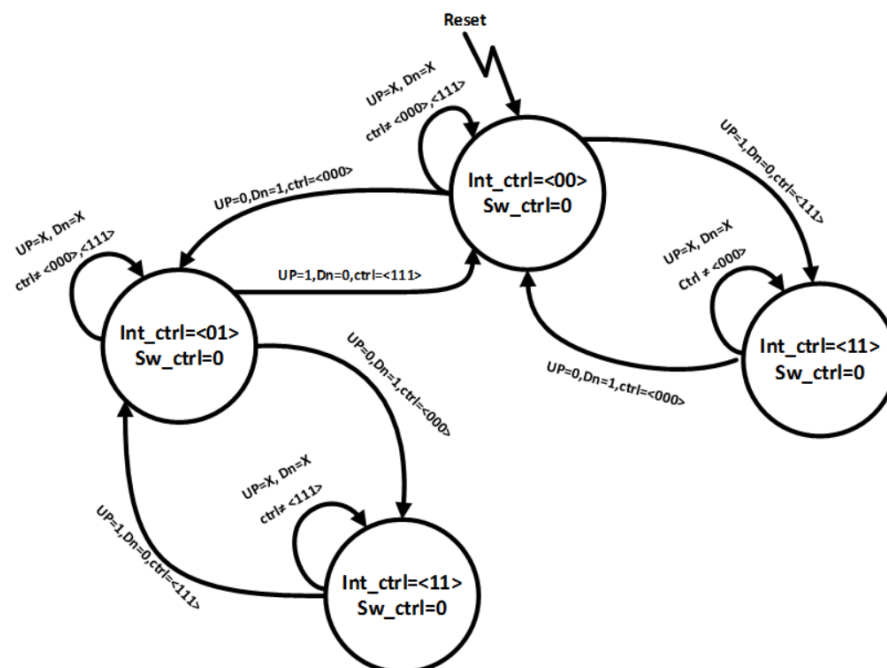 Reset
UP=X, Dn=X
ctrl≠ <000>,<111>
Int_ctrl=<00>
Sw_ctrl=0
UP=1,Dn=0,ctrl=<111>
UP=0,Dn=1,ctrl=<000>
UP=X, Dn=X
ctrl≠ <000>,<111>
UP=1,Dn=0,ctrl=<111>
UP=X, Dn=X
Ctrl ≠ <000>
Int_ctrl=<01>
Sw_ctrl=0
Int_ctrl=<11>
Sw_ctrl=0
UP=0,Dn=1,ctrl=<000>
UP=0,Dn=1,ctrl=<000>
UP=X, Dn=X
ctrl≠ <111>
UP=1,Dn=0,ctrl=<111>
Int_ctrl=<11>
Sw_ctrl=0